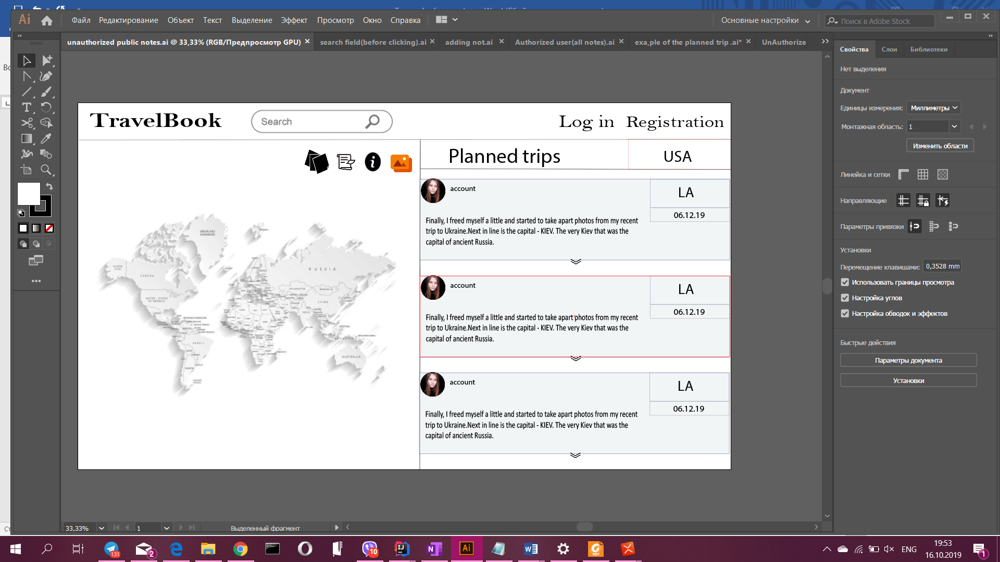 Ai
Файл Редактирование Объект Текст Выделение Эффект Просмотр Окно Справка
Основные настройки
Поиск в Adobe Stock
unauthorized public notes.ai @ 33,33% (RGB/Предпросмотр GPU) ×
search field(before clicking).ai ×
adding not.ai ×
Authorized user(all notes).ai ×
exa,ple of the planned trip .ai* ×
UnAuthorize
Свойства Слои Библиотеки
Нет выделения
Документ
Единицы измерения: Миллиметры
Монтажная область: 1
Изменить области
Линейка и сетки
Направляющие
Параметры привязки
Установки
Перемещение клавишами: 0,3528 mm
Использовать границы просмотра
Настройка углов
Настройка обводок и эффектов
Быстрые действия
Параметры документа
Установки
TravelBook
Search
Log in Registration
Planned trips
USA
account
LA
06.12.19
Finally, I freed myself a little and started to take apart photos from my recent
trip to Ukraine.Next in line is the capital - KIEV. The very Kiev that was the
capital of ancient Russia.
account
LA
06.12.19
Finally, I freed myself a little and started to take apart photos from my recent
trip to Ukraine.Next in line is the capital - KIEV. The very Kiev that was the
capital of ancient Russia.
account
LA
06.12.19
Finally, I freed myself a little and started to take apart photos from my recent
trip to Ukraine.Next in line is the capital - KIEV. The very Kiev that was the
capital of ancient Russia.
CANADA
RUSSIA
CHINA
BRAZIL
AUSTRALIA
33,33%
1
Выделенный фрагмент
131
2
10
Ai
PDF
ENG
19:53
16.10.2019
1